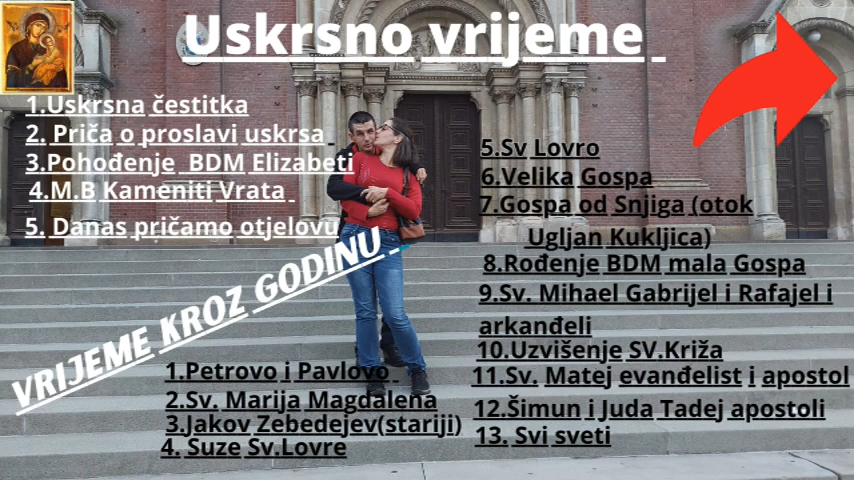 Uskrsno vrijeme
1.Uskrsna čestitka
2. Priča o proslavi uskrsa
3.Pohođenje BDM Elizabeti
4.M.B Kameniti Vrata
5. Danas pričamo otjelovu
VRIJEME KROZ GODINU
1.Petrovo i Pavlovo
2.Sv. Marija Magdalena
3.Jakov Zebedejev(stariji)
4. Suze Sv.Lovre
5.Sv Lovro
6.Velika Gospa
7.Gospa od Snjiga (otok
Ugljan Kukljica)
8.Rođenje BDM mala Gospa
9.Sv. Mihael Gabrijel i Rafajel i
arkanđeli
10.Uzvišenje SV.Križa
11.Sv. Matej evanđelist i apostol
12.Šimun i Juda Tadej apostoli
13. Svi sveti